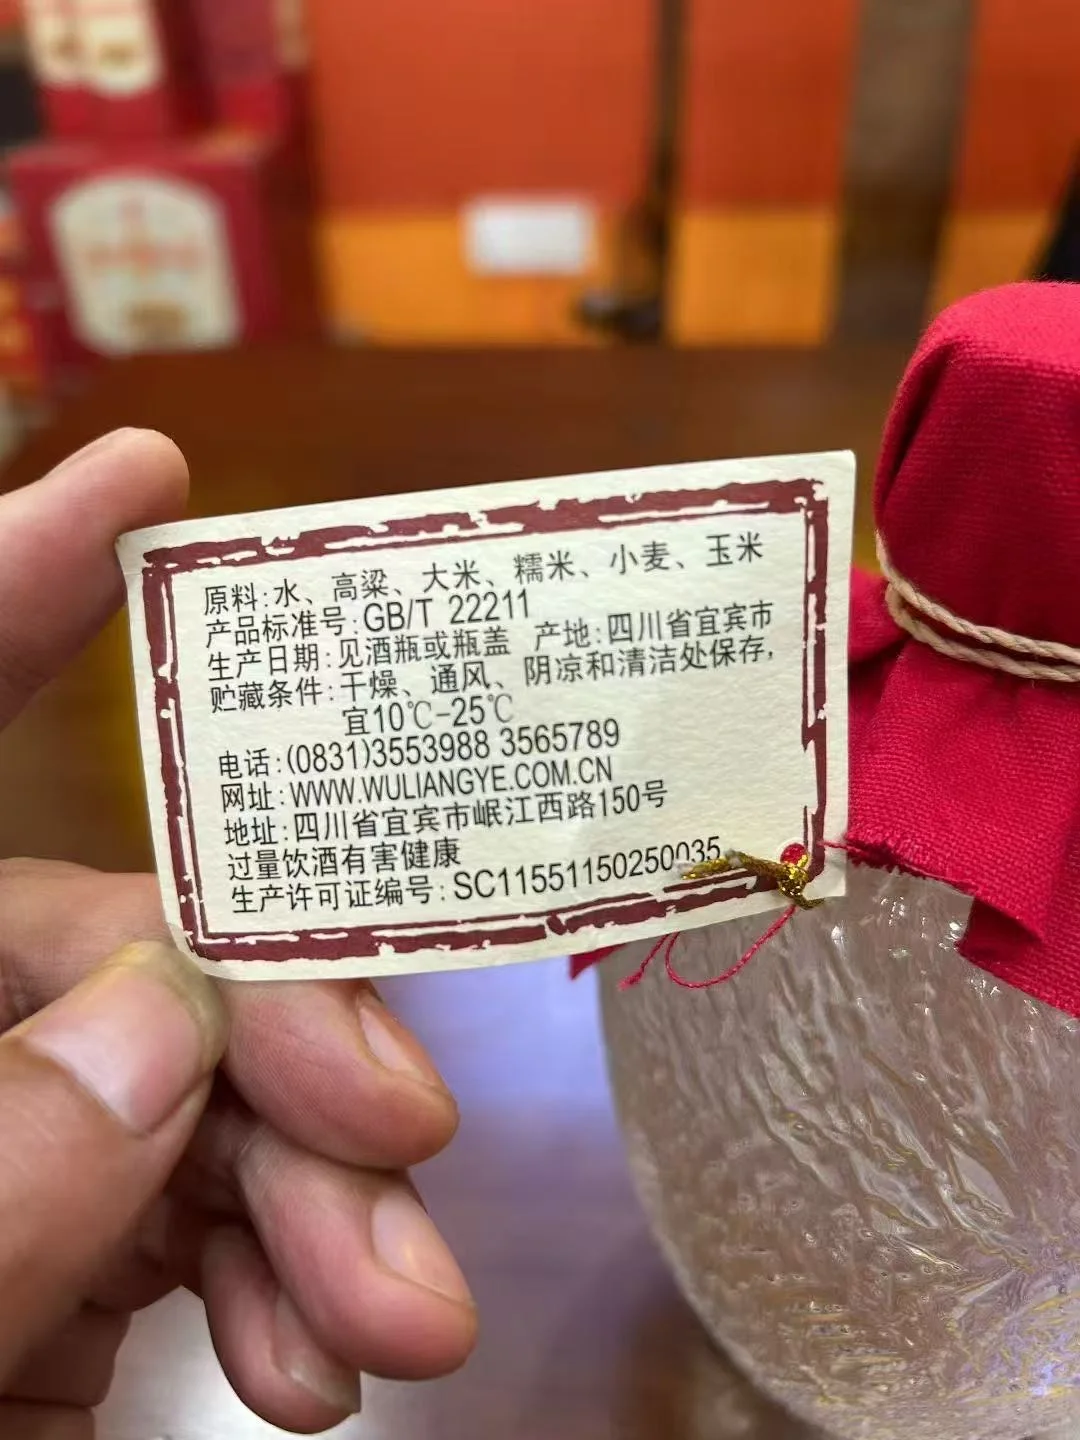 原料:水、高粱、大米、糯米、小麦、玉米
产品标准号:GB/T 22211
生产日期:见酒瓶或瓶盖 产地:四川省宜宾市
贮藏条件:干燥、通风、阴凉和清洁处保存,
宜10℃-25℃
电话:(0831)3553988 3565789
网址:WWW.WULIANGYE.COM.CN
地址:四川省宜宾市岷江西路150号
过量饮酒有害健康
生产许可证编号:SC11551150250035